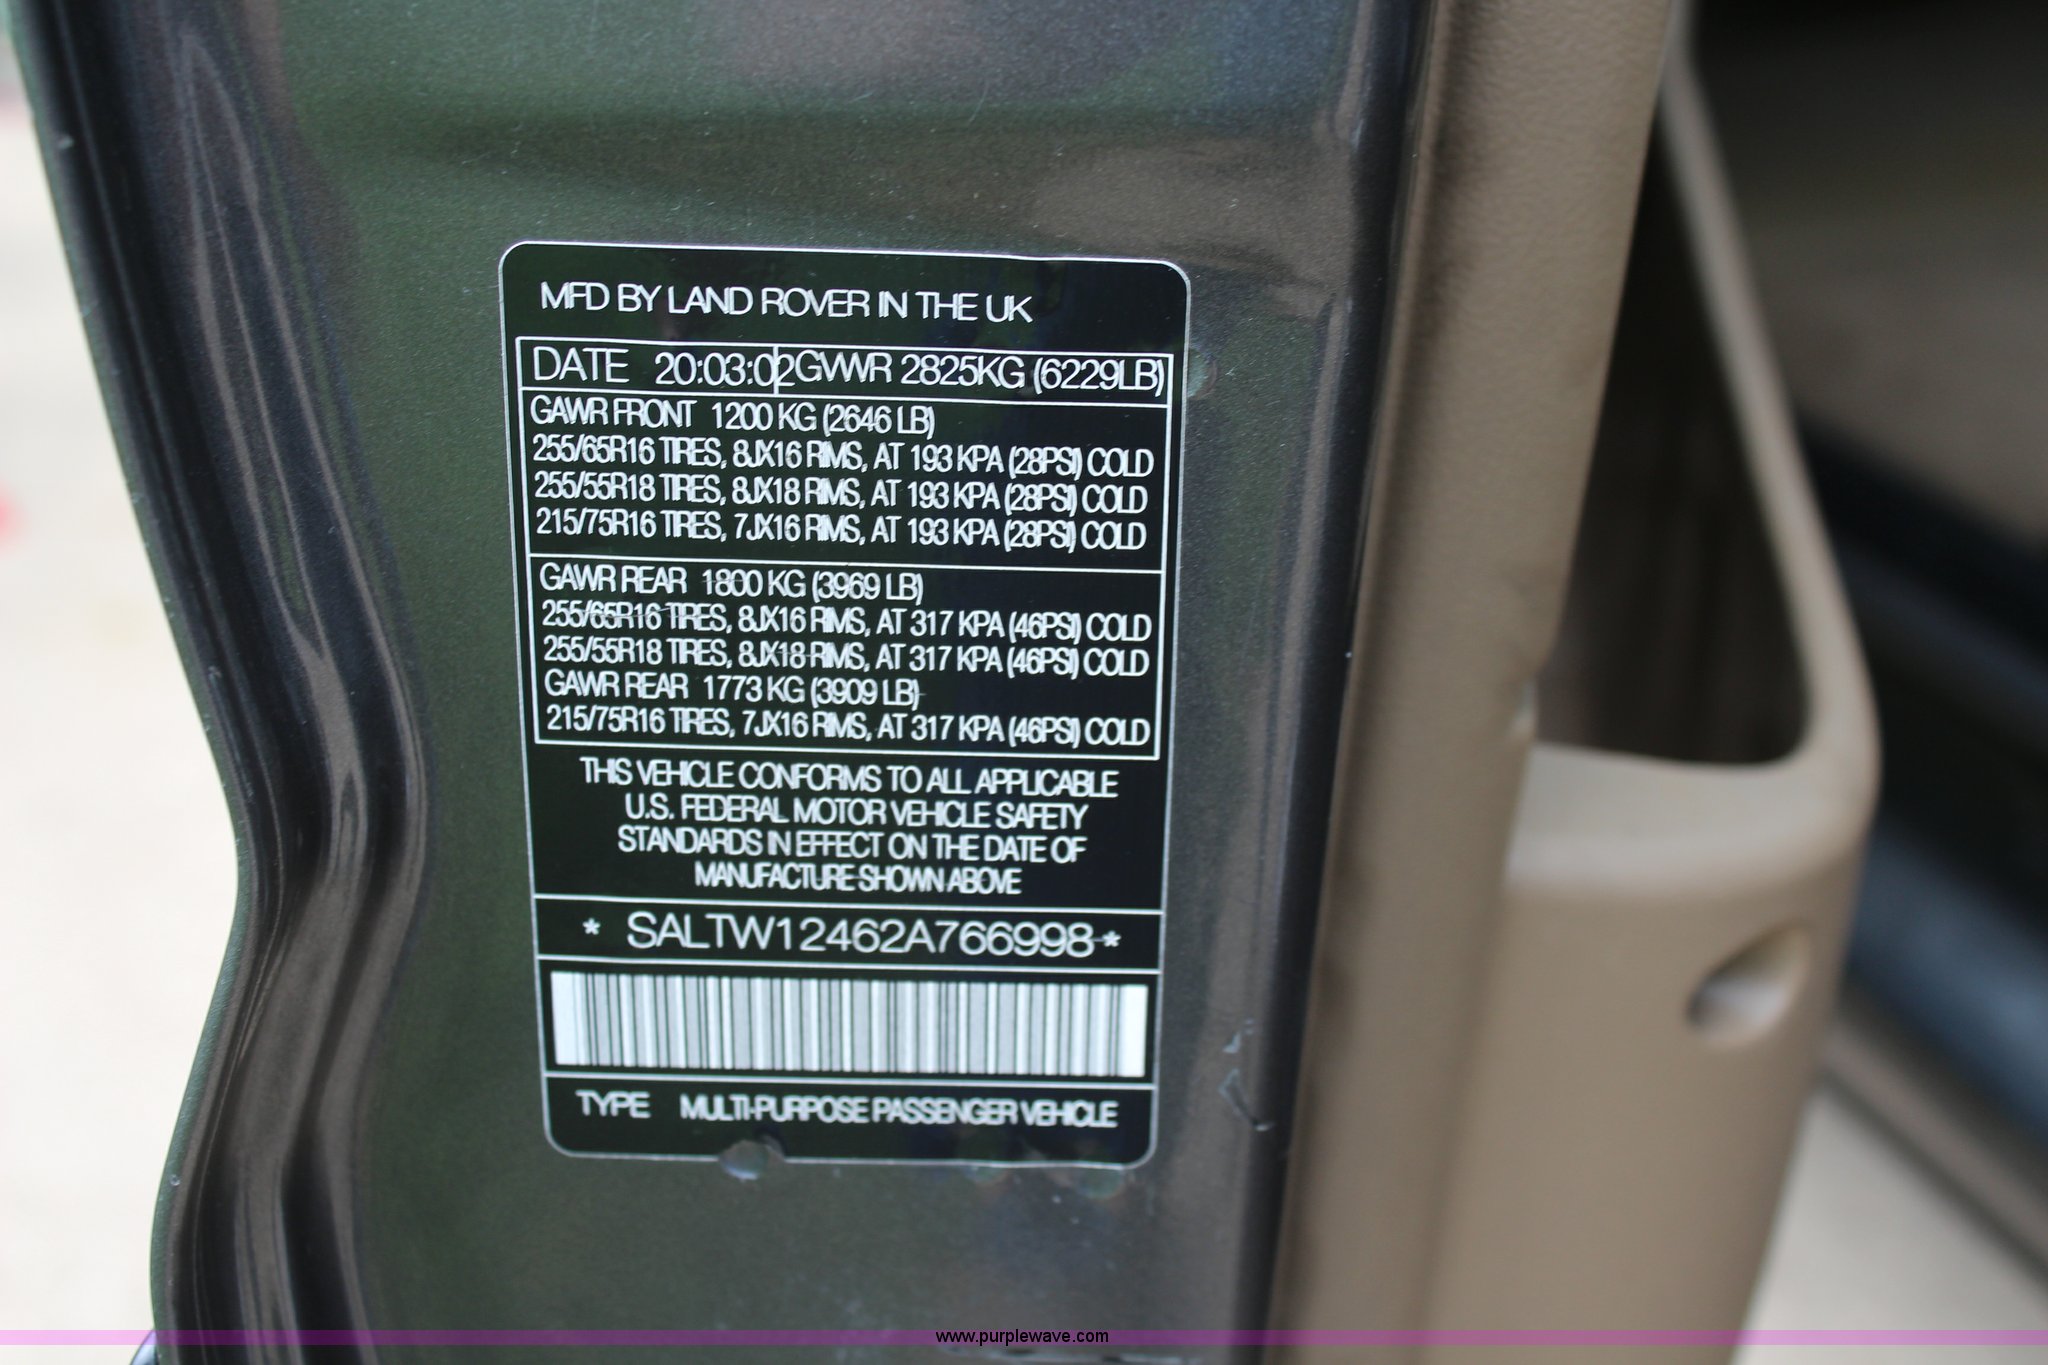 MFD BY LAND ROVER IN THE UK
DATE 20:03:02 GVWR 2825KG (6229LB)
GAWR FRONT 1200 KG (2646 LB)
255/65R16 TIRES, 8JX16 RIMS, AT 193 KPA (28PSI) COLD
255/55R18 TIRES, 8JX18 RIMS, AT 193 KPA (28PSI) COLD
215/75R16 TIRES, 7JX16 RIMS, AT 193 KPA (28PSI) COLD
GAWR REAR 1800 KG (3969 LB)
255/65R16 TIRES, 8JX16 RIMS, AT 317 KPA (46PSI) COLD
255/55R18 TIRES, 8JX18 RIMS, AT 317 KPA (46PSI) COLD
GAWR REAR 1773 KG (3909 LB)
215/75R16 TIRES, 7JX16 RIMS, AT 317 KPA (46PSI) COLD
THIS VEHICLE CONFORMS TO ALL APPLICABLE
U.S. FEDERAL MOTOR VEHICLE SAFETY
STANDARDS IN EFFECT ON THE DATE OF
MANUFACTURE SHOWN ABOVE
* SALTW12462A766998 *
TYPE MULTI-PURPOSE PASSENGER VEHICLE
www.purplewave.com